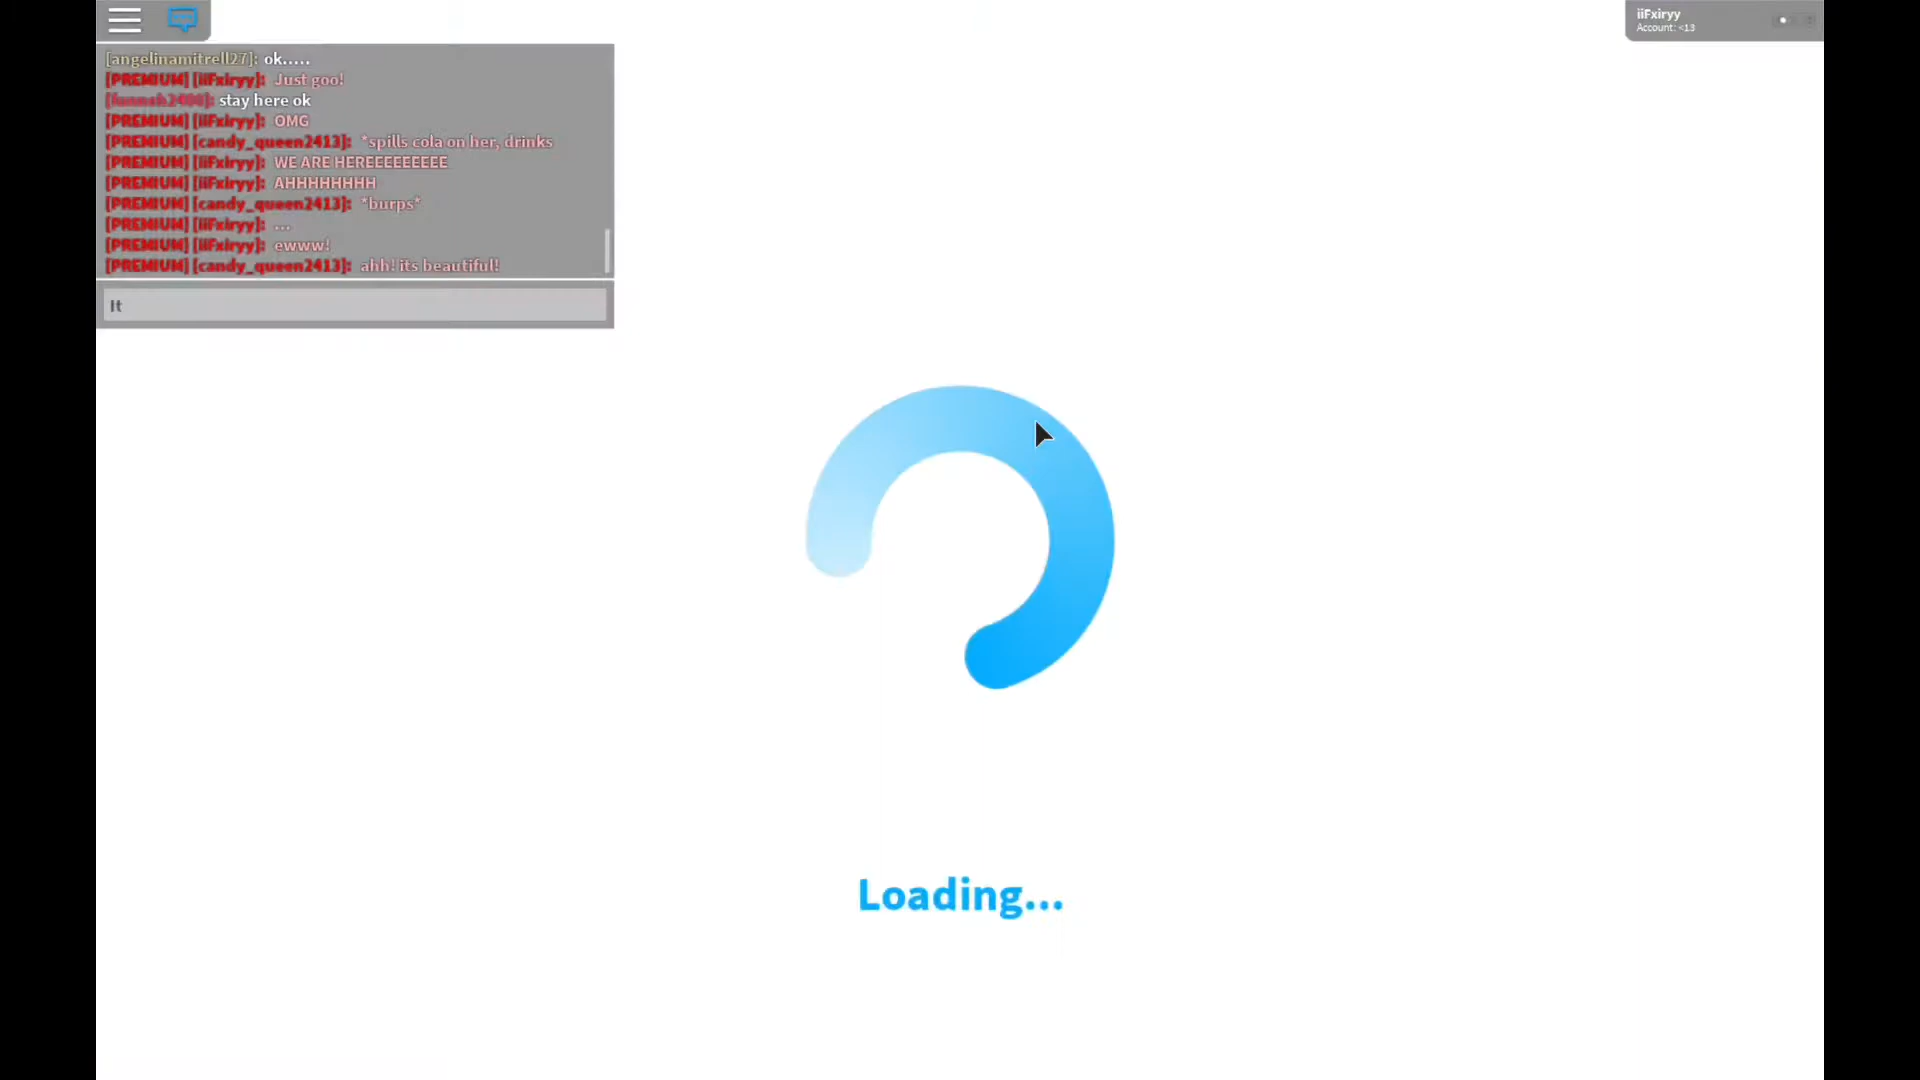 iiFxiryy
Account: <13
[angelinamitrell27]: ok.....
[PREMIUM] [iiFxiryy]: Just goo!
[funneh2408]: stay here ok
[PREMIUM] [iiFxiryy]: OMG
[PREMIUM] [candy_queen2413]: *spills cola on her, drinks
[PREMIUM] [iiFxiryy]: WE ARE HEREEEEEEEEE
[PREMIUM] [iiFxiryy]: AHHHHHHHH
[PREMIUM] [candy_queen2413]: *burps*
[PREMIUM] [iiFxiryy]: ...
[PREMIUM] [iiFxiryy]: ewww!
[PREMIUM] [candy_queen2413]: ahh! its beautiful!
It
Loading...